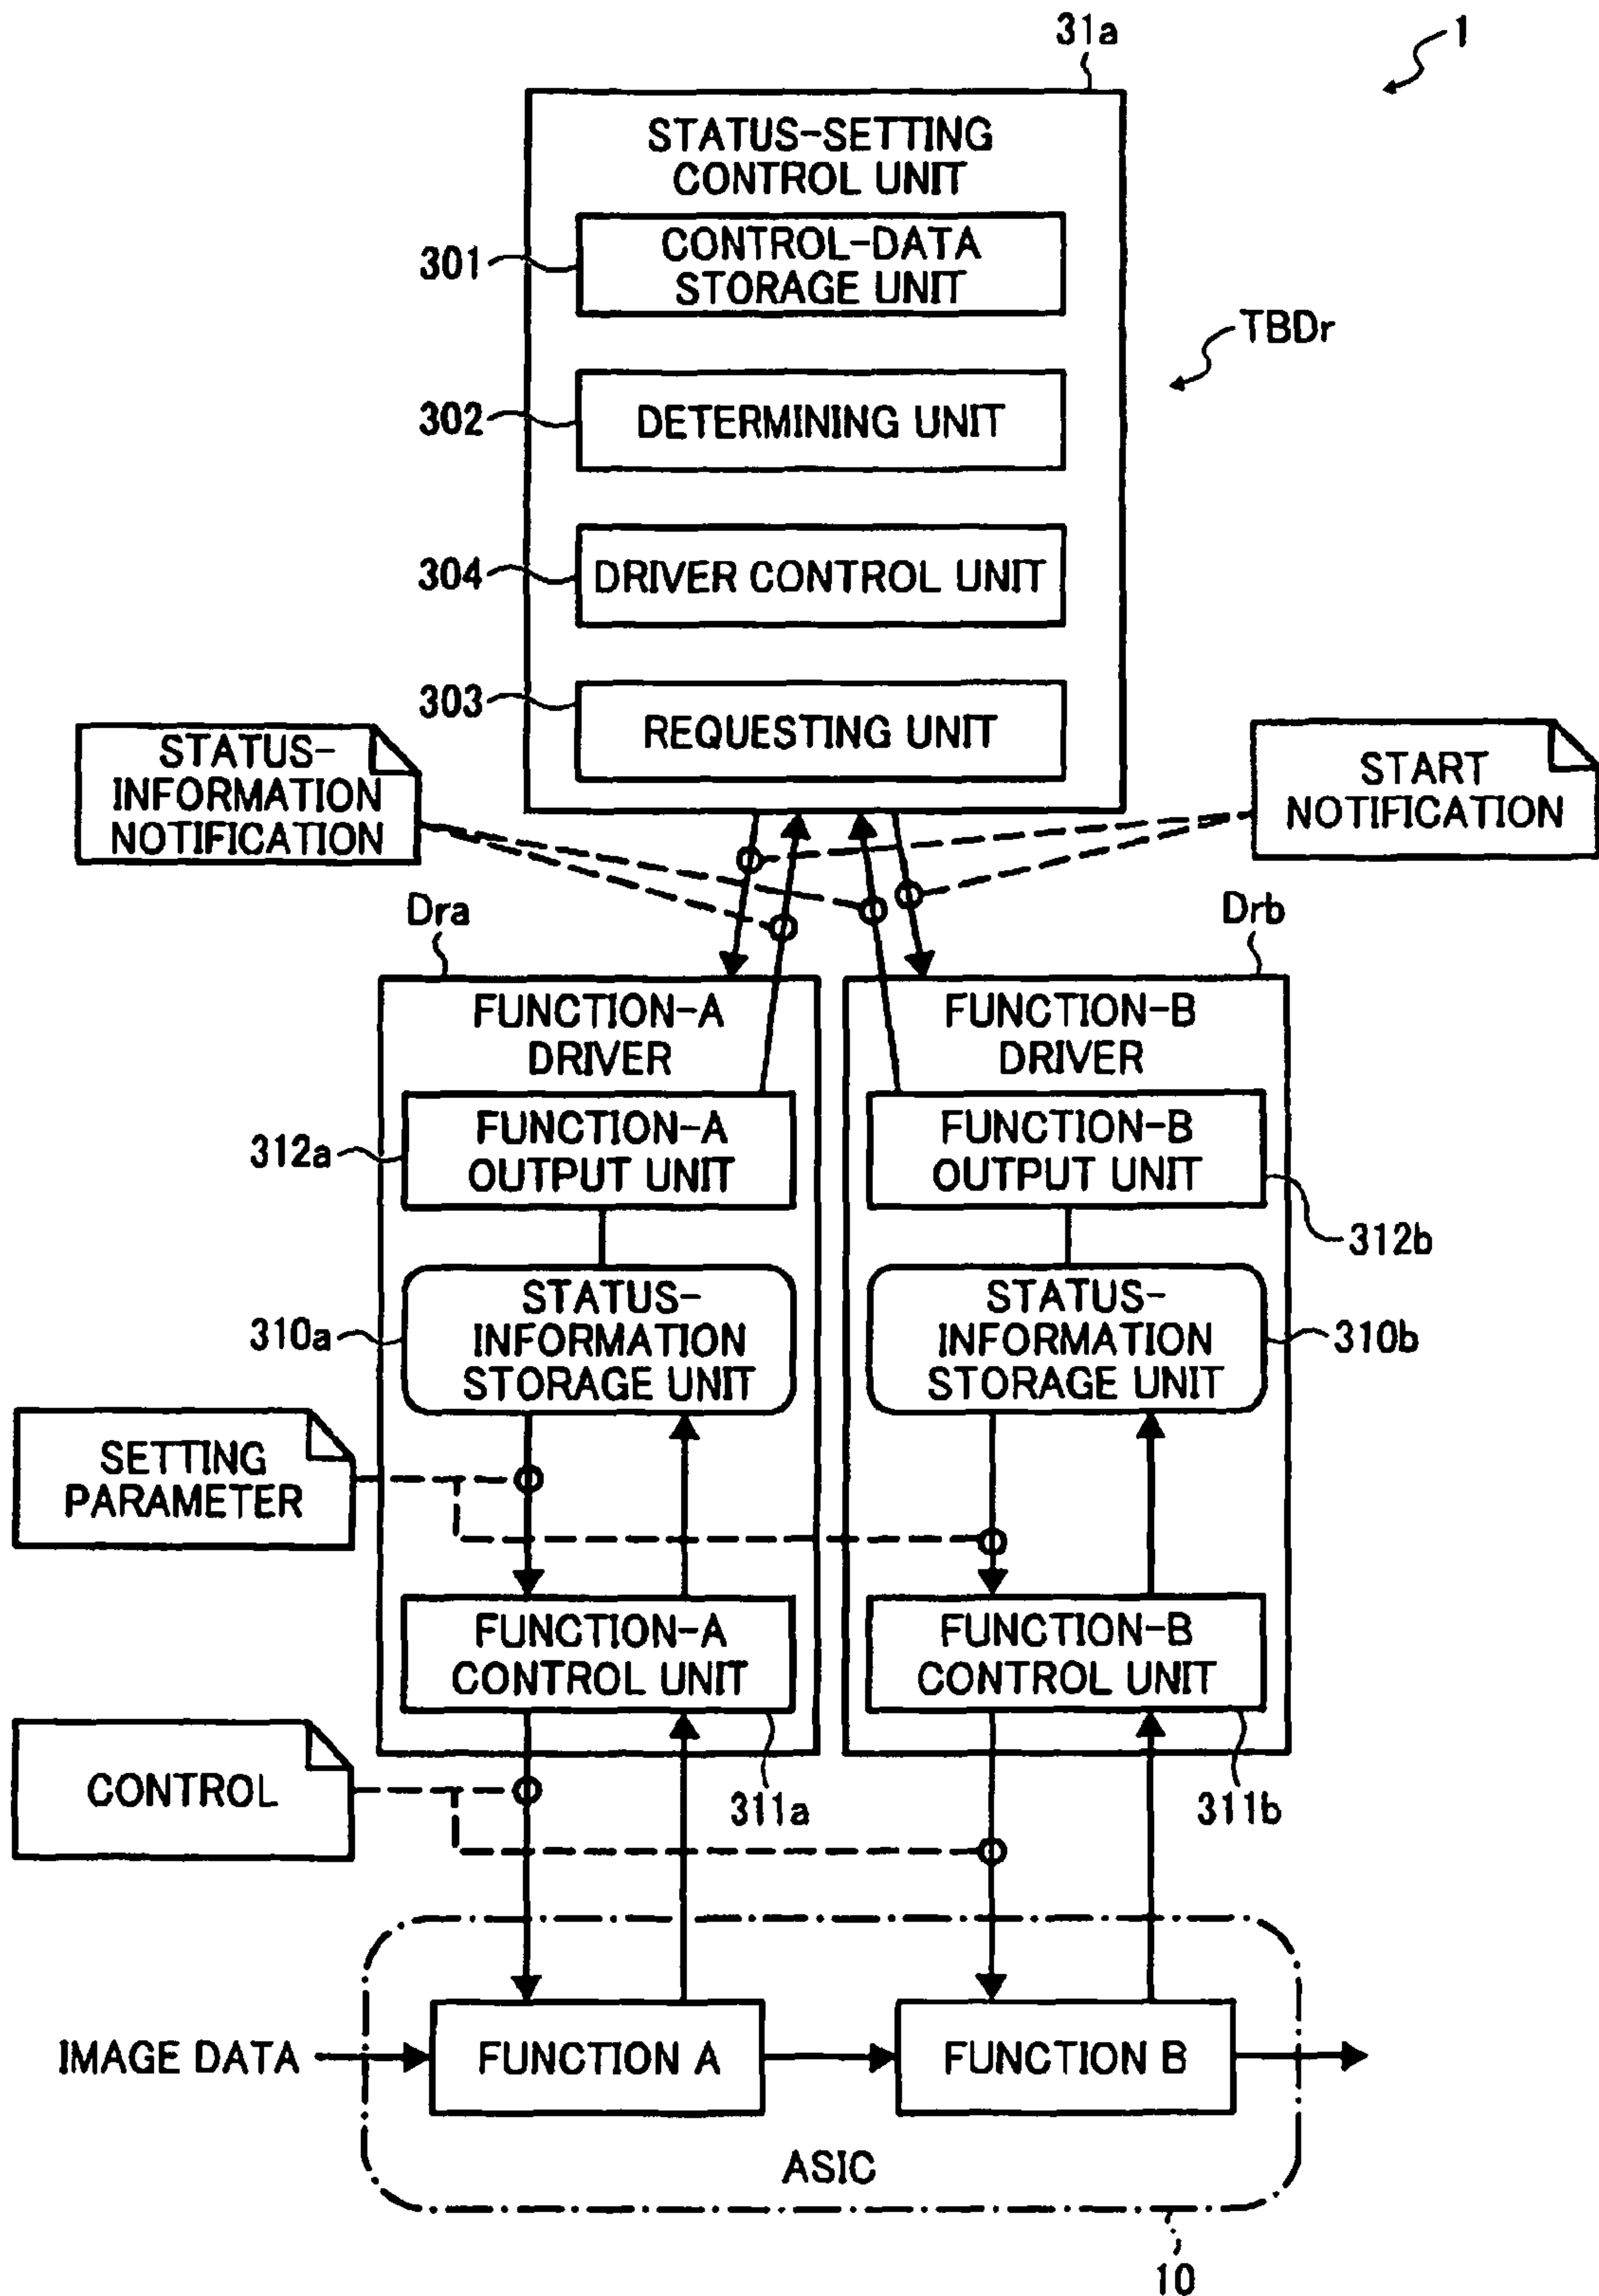 31a
1
STATUS-SETTING
CONTROL UNIT
301
CONTROL-DATA
STORAGE UNIT
TBDr
302
DETERMINING UNIT
304
DRIVER CONTROL UNIT
303
REQUESTING UNIT
STATUS-
INFORMATION
NOTIFICATION
START
NOTIFICATION
Dra
Drb
FUNCTION-A
DRIVER
FUNCTION-B
DRIVER
312a
FUNCTION-A
OUTPUT UNIT
FUNCTION-B
OUTPUT UNIT
312b
310a
STATUS-
INFORMATION
STORAGE UNIT
STATUS-
INFORMATION
STORAGE UNIT
310b
SETTING
PARAMETER
FUNCTION-A
CONTROL UNIT
FUNCTION-B
CONTROL UNIT
CONTROL
311a
311b
IMAGE DATA
FUNCTION A
FUNCTION B
ASIC
10